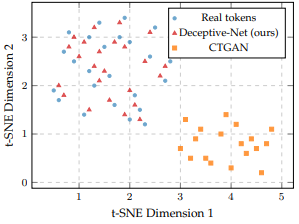 Real tokens
Deceptive-Net (ours)
CTGAN
t-SNE Dimension 2
3
2
1
0
0
1
2
3
4
5
t-SNE Dimension 1